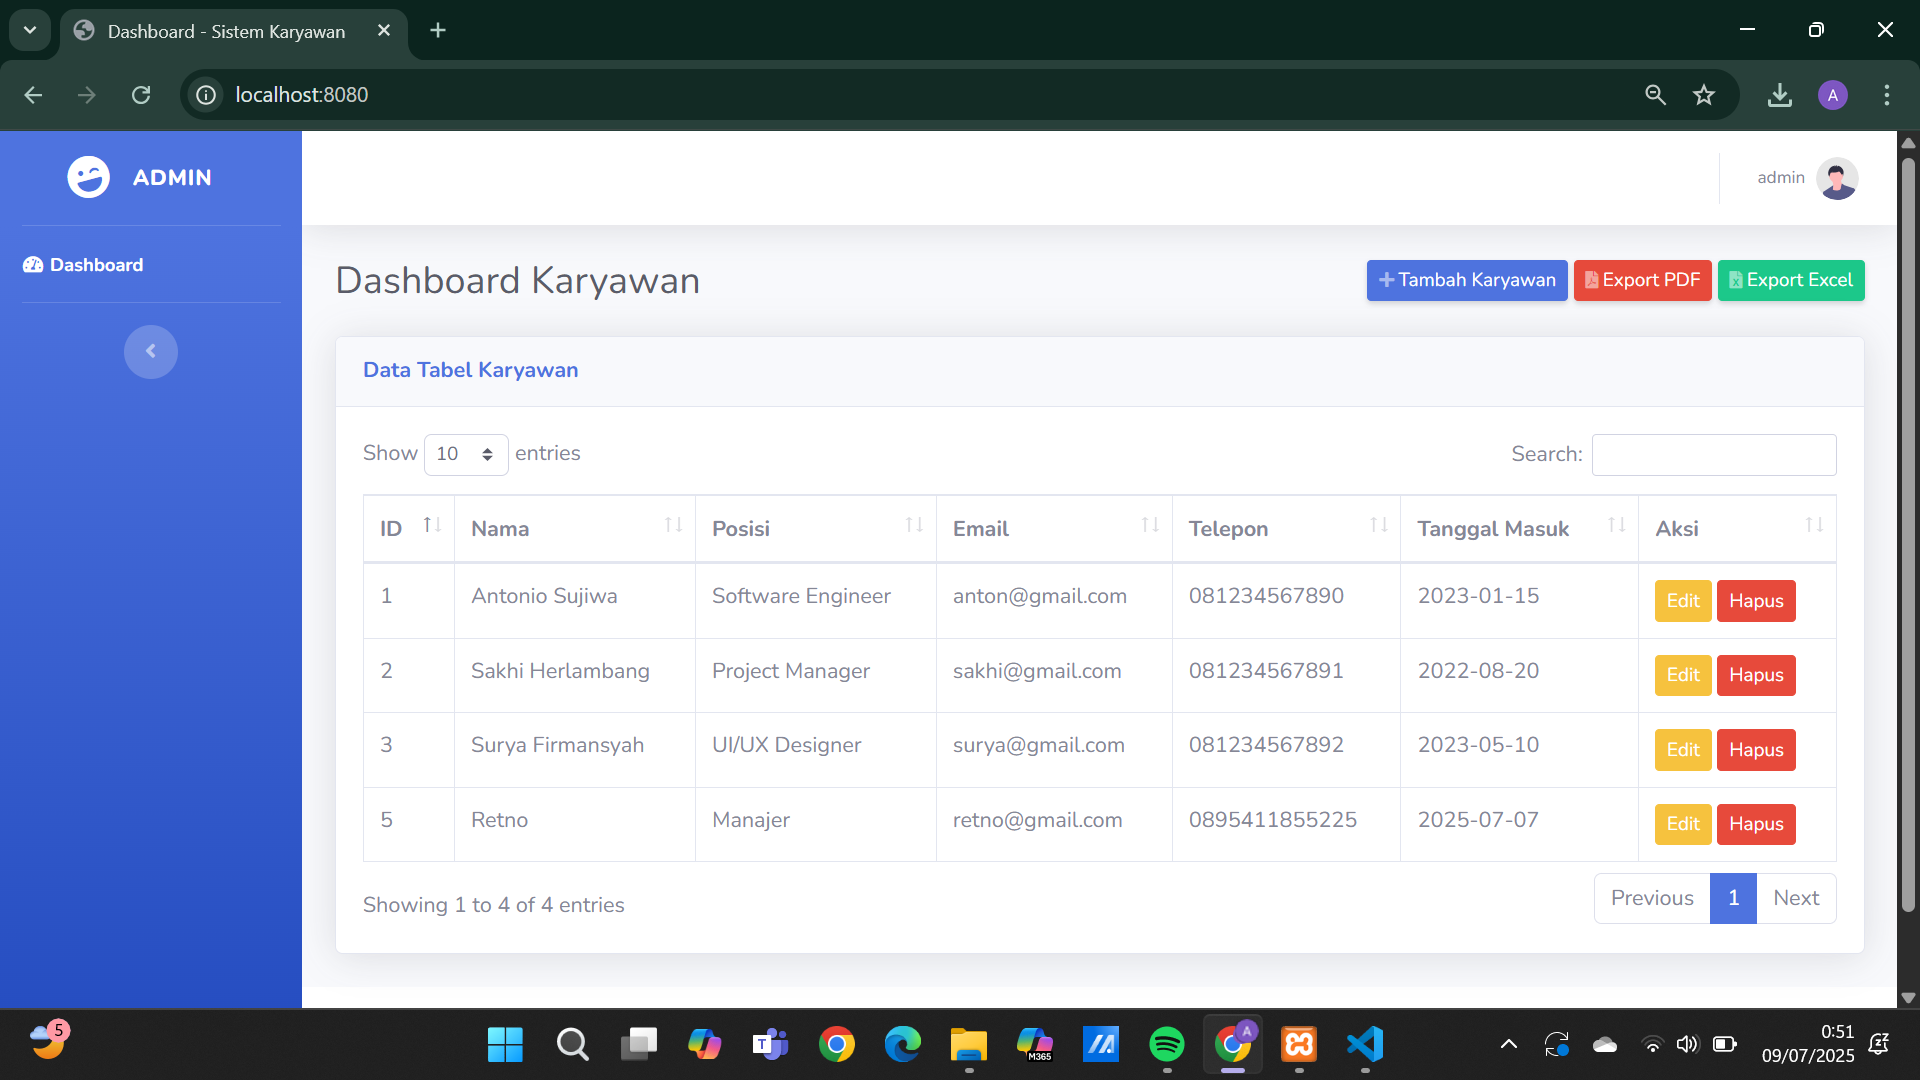 Dashboard - Sistem Karyawan
localhost:8080
A
ADMIN
admin
Dashboard
Dashboard Karyawan
Tambah Karyawan Export PDF Export Excel
Data Tabel Karyawan
Show 10 entries Search:
ID Nama Posisi Email Telepon Tanggal Masuk Aksi
1 Antonio Sujiwa Software Engineer anton@gmail.com 081234567890 2023-01-15 Edit Hapus
2 Sakhi Herlambang Project Manager sakhi@gmail.com 081234567891 2022-08-20 Edit Hapus
3 Surya Firmansyah UI/UX Designer surya@gmail.com 081234567892 2023-05-10 Edit Hapus
5 Retno Manajer retno@gmail.com 0895411855225 2025-07-07 Edit Hapus
Showing 1 to 4 of 4 entries Previous 1 Next
5
T
M365
A
0:51
09/07/2025